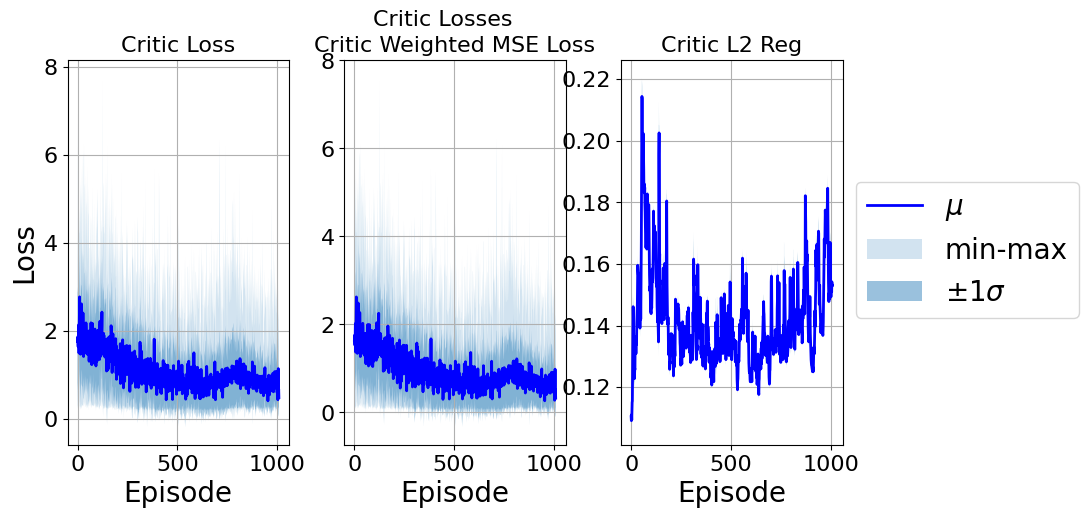 Critic Losses
Critic Loss
Critic Weighted MSE Loss
Critic L2 Reg
Loss
8
6
4
2
0
0
500
1000
Episode
8
6
4
2
0
0
500
1000
Episode
0.22
0.20
0.18
0.16
0.14
0.12
0
500
1000
Episode
μ
min-max
±1σ